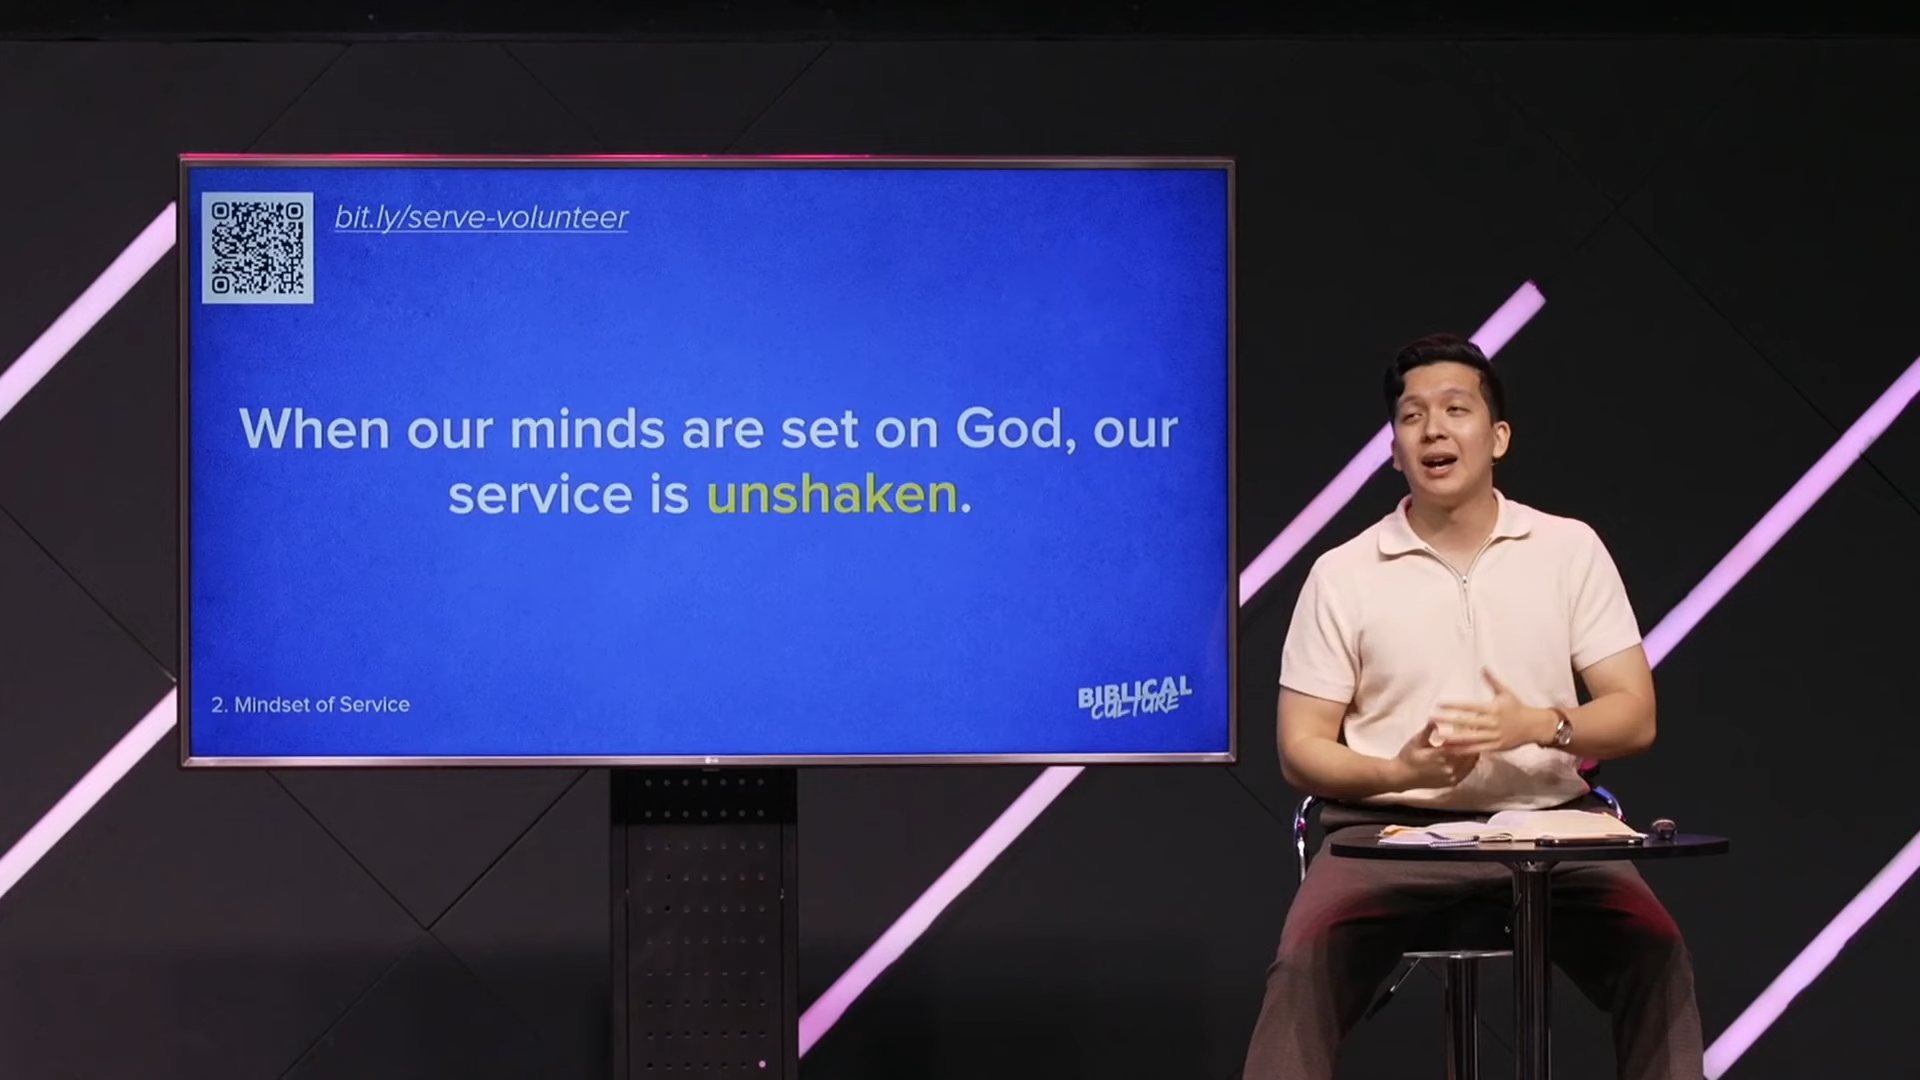 bit.ly/serve-volunteer
When our minds are set on God, our
service is unshaken.
2. Mindset of Service
BIBLICAL
CULTURE